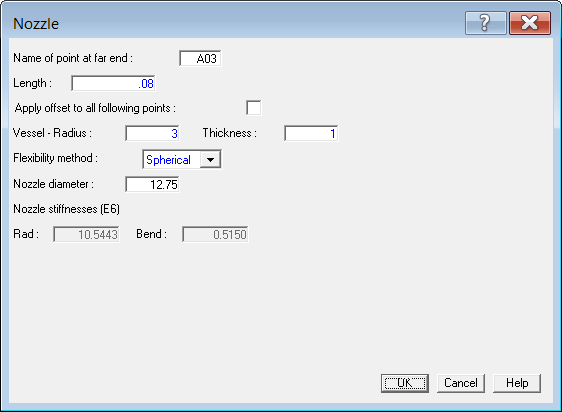 Nozzle
Name of point at far end : A03
Length : .08
Apply offset to all following points :
Vessel - Radius : 3 Thickness : 1
Flexibility method : Spherical
Nozzle diameter : 12.75
Nozzle stiffnesses (E6)
Rad : 10.5443 Bend : 0.5150
OK Cancel Help